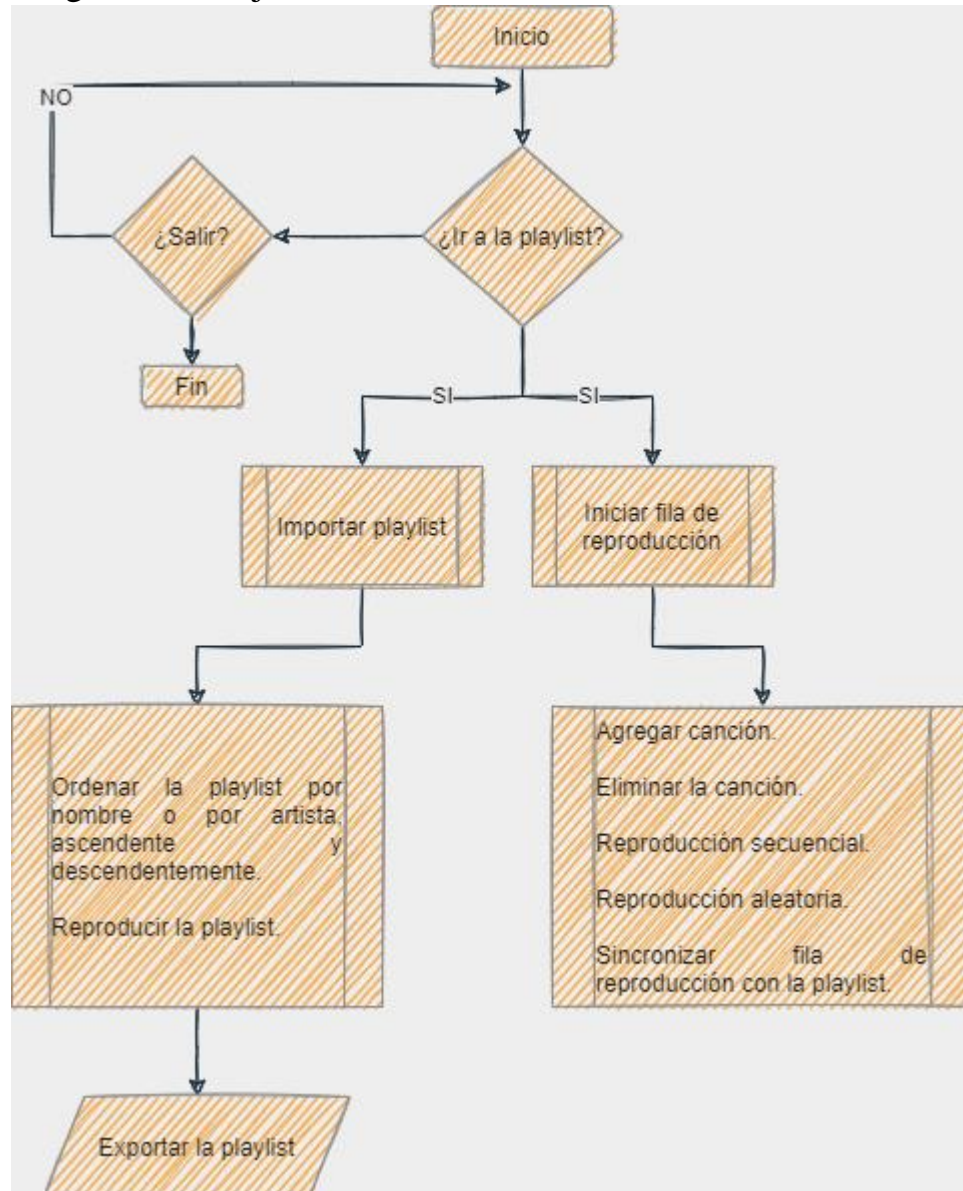 Inicio
NO
¿Salir?
¿Ir a la playlist?
Fin
SI
SI
Importar playlist
Iniciar fila de
reproducción
Ordenar la playlist por
nombre o por artista,
ascendente y
descendentemente.
Reproducir la playlist.
Agregar canción.
Eliminar la canción.
Reproducción secuencial.
Reproducción aleatoria.
Sincronizar fila de
reproducción con la playlist.
Exportar la playlist